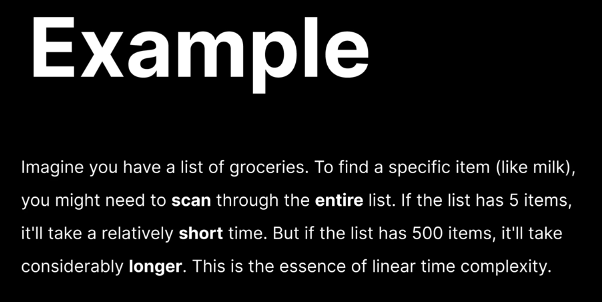 Example
Imagine you have a list of groceries. To find a specific item (like milk),
you might need to scan through the entire list. If the list has 5 items,
it'll take a relatively short time. But if the list has 500 items, it'll take
considerably longer. This is the essence of linear time complexity.